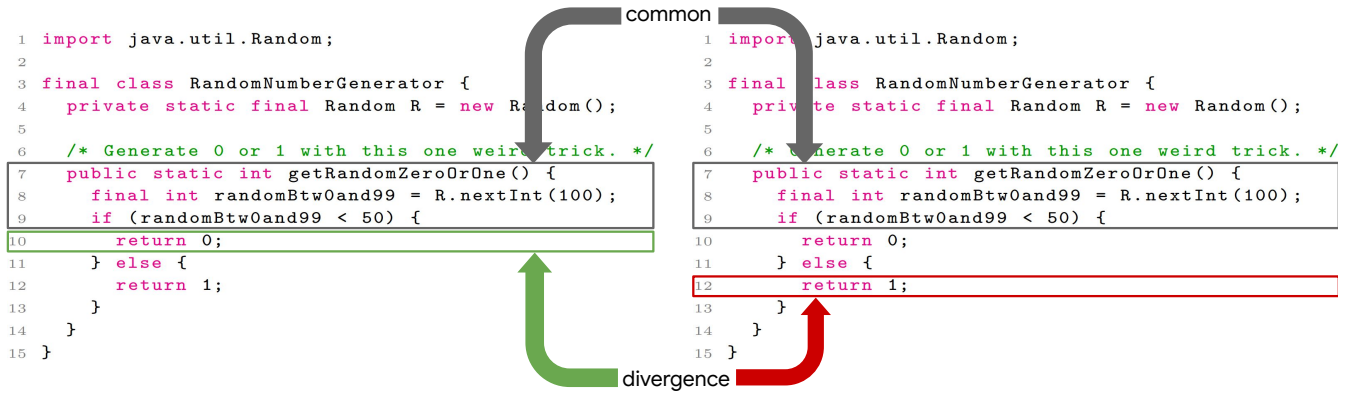 common
1 import java.util.Random;
2
3 final class RandomNumberGenerator {
4 private static final Random R = new Random();
5
6 /* Generate 0 or 1 with this one weird trick. */
7 public static int getRandomZeroOrOne() {
8 final int randomBtw0and99 = R.nextInt(100);
9 if (randomBtw0and99 < 50) {
10 return 0;
11 } else {
12 return 1;
13 }
14 }
15 }
1 import java.util.Random;
2
3 final class RandomNumberGenerator {
4 private static final Random R = new Random();
5
6 /* Generate 0 or 1 with this one weird trick. */
7 public static int getRandomZeroOrOne() {
8 final int randomBtw0and99 = R.nextInt(100);
9 if (randomBtw0and99 < 50) {
10 return 0;
11 } else {
12 return 1;
13 }
14 }
15 }
divergence